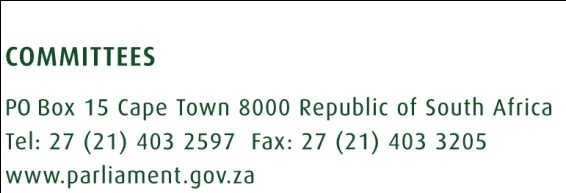 COMMITTEES
PO Box 15 Cape Town 8000 Republic of South Africa
Tel: 27 (21) 403 2597 Fax: 27 (21) 403 3205
www.parliament.gov.za